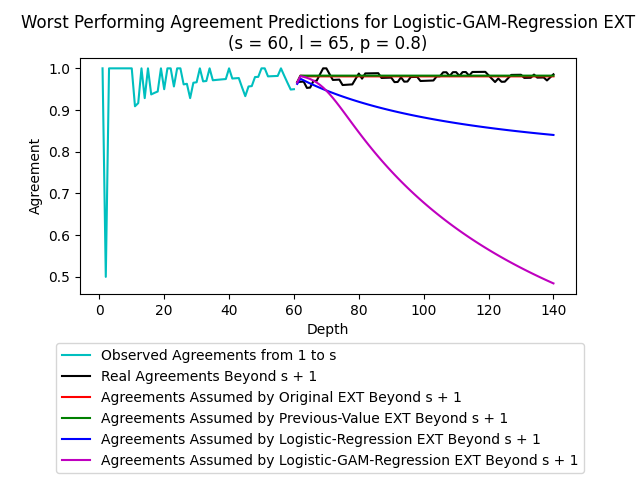 Worst Performing Agreement Predictions for Logistic-GAM-Regression EXT
(s = 60, l = 65, p = 0.8)
1.0
0.9
0.8
0.7
0.6
0.5
Agreement
0 20 40 60 80 100 120 140
Depth
Observed Agreements from 1 to s
Real Agreements Beyond s + 1
Agreements Assumed by Original EXT Beyond s + 1
Agreements Assumed by Previous-Value EXT Beyond s + 1
Agreements Assumed by Logistic-Regression EXT Beyond s + 1
Agreements Assumed by Logistic-GAM-Regression EXT Beyond s + 1